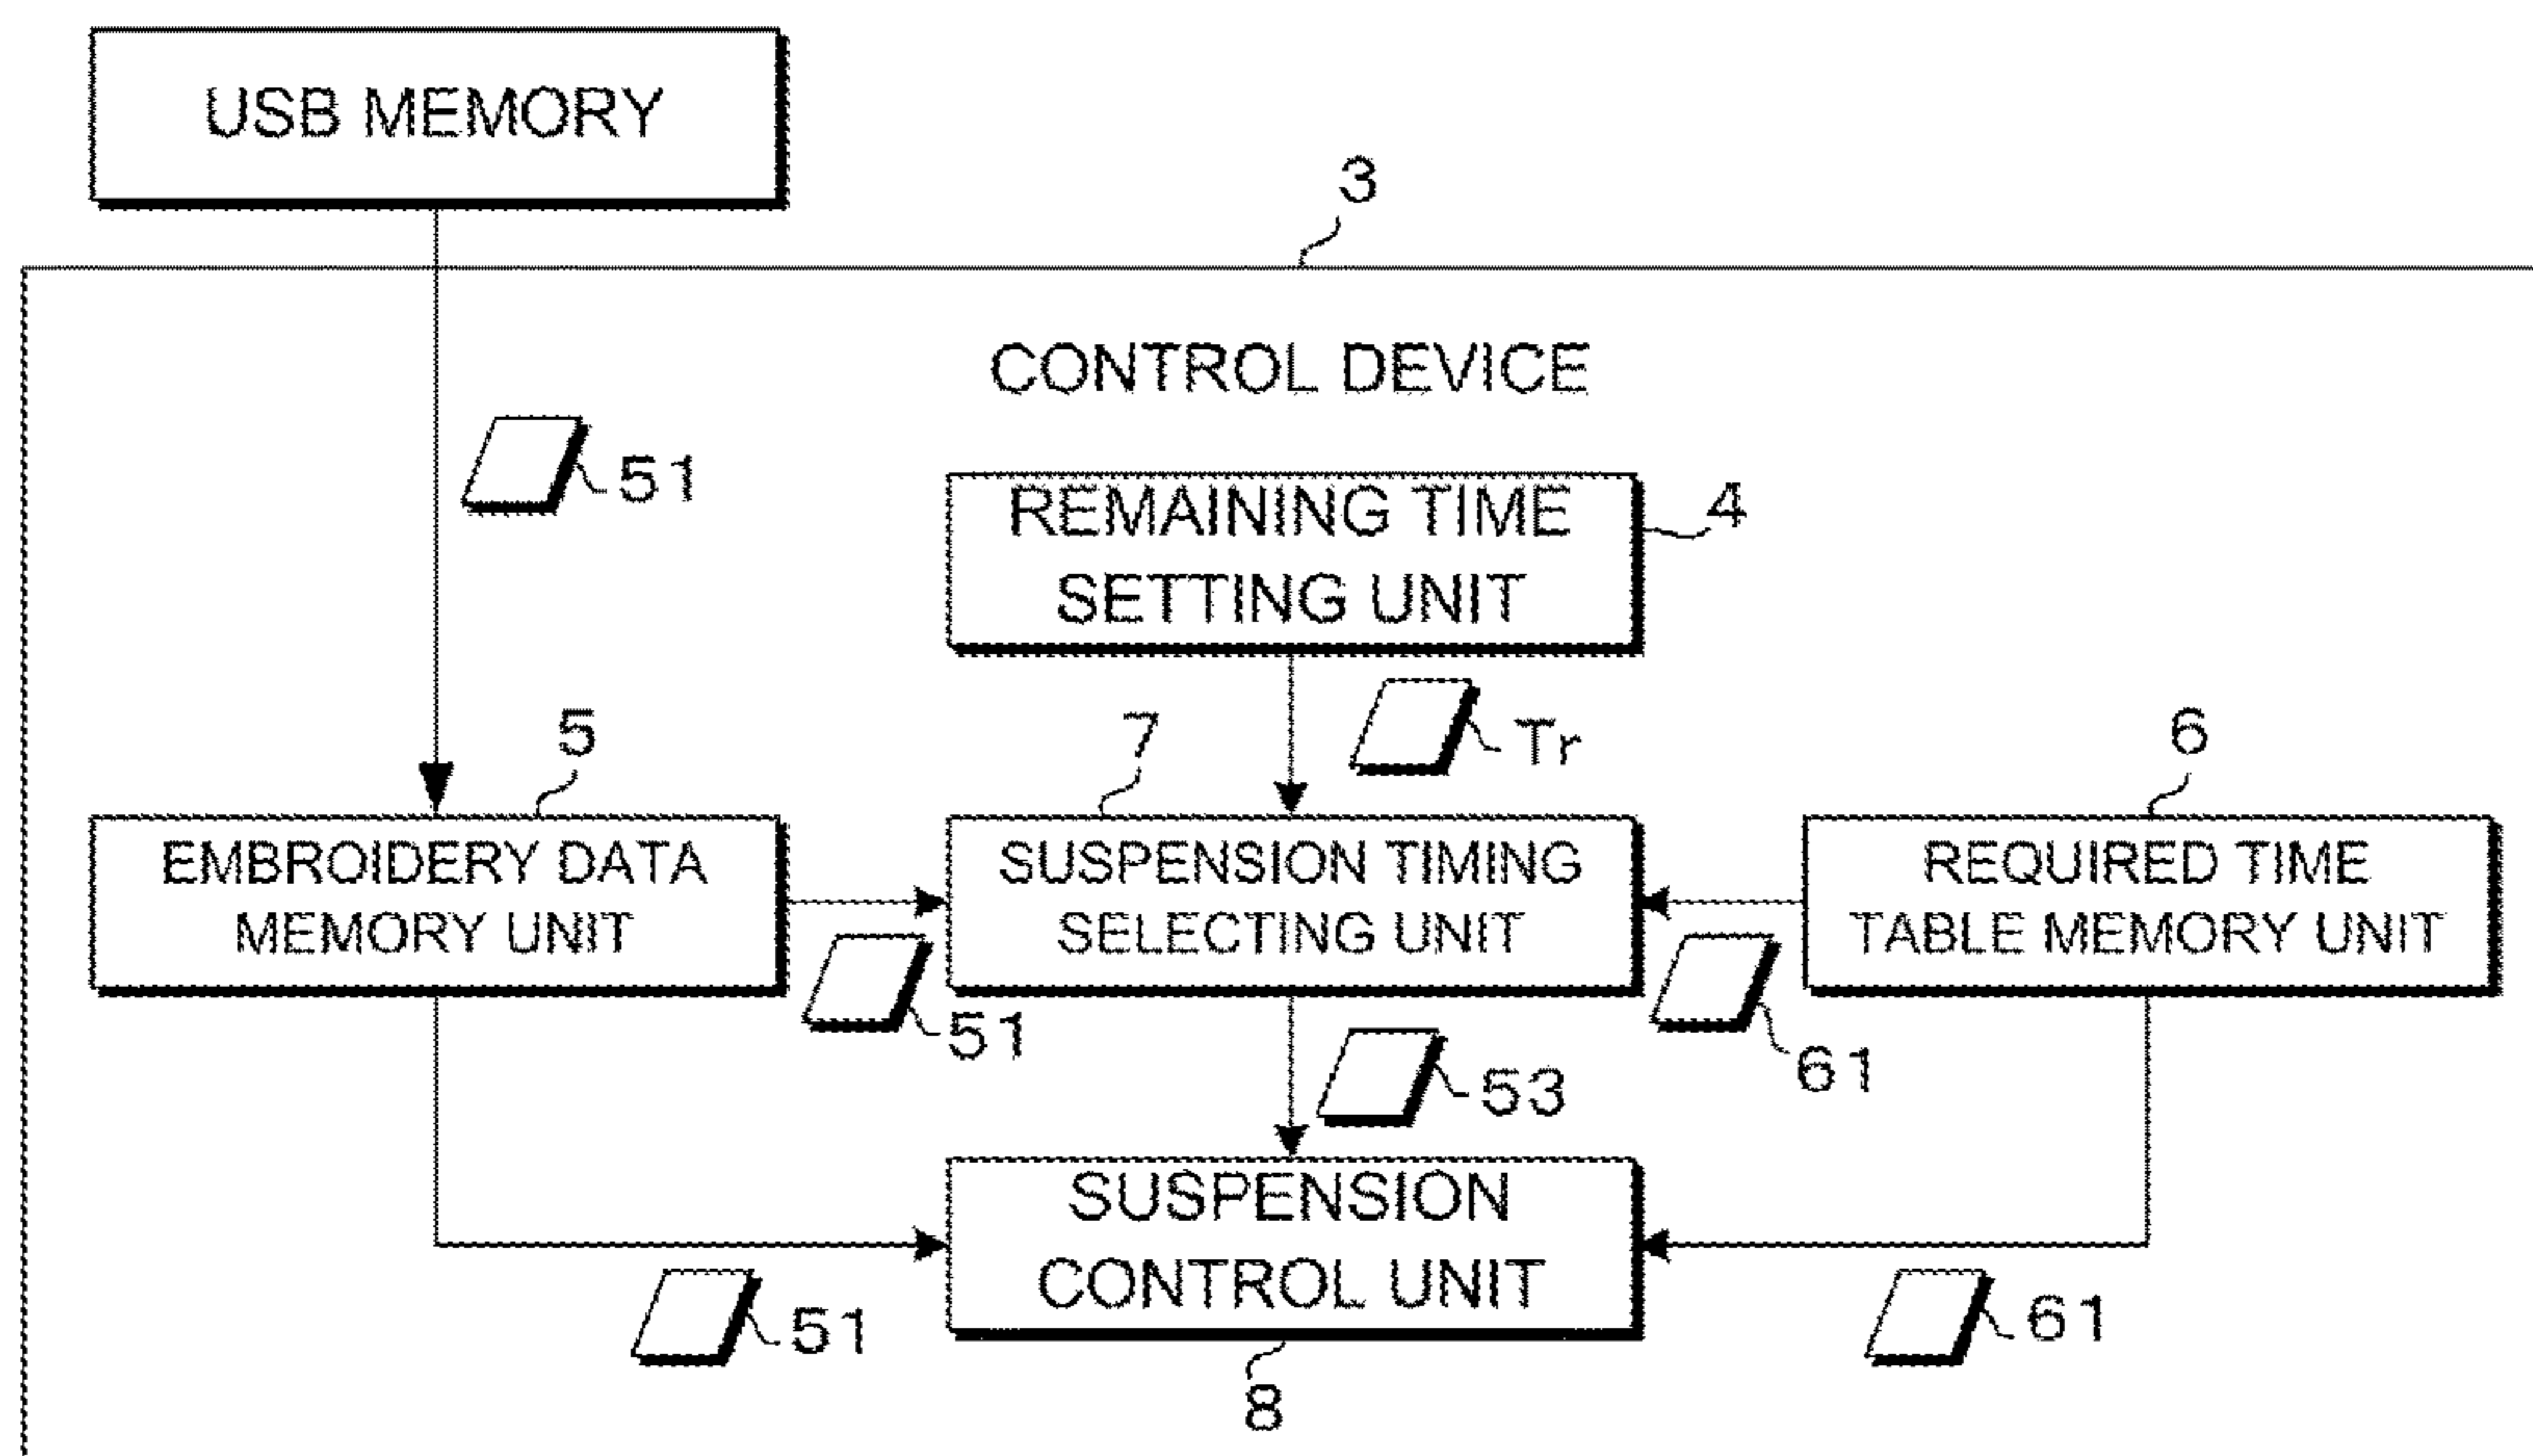 USB MEMORY
3
CONTROL DEVICE
51
REMAINING TIME
SETTING UNIT
4
Tr
5
7
6
EMBROIDERY DATA
MEMORY UNIT
SUSPENSION TIMING
SELECTING UNIT
REQUIRED TIME
TABLE MEMORY UNIT
51
61
53
SUSPENSION
CONTROL UNIT
51
61
8